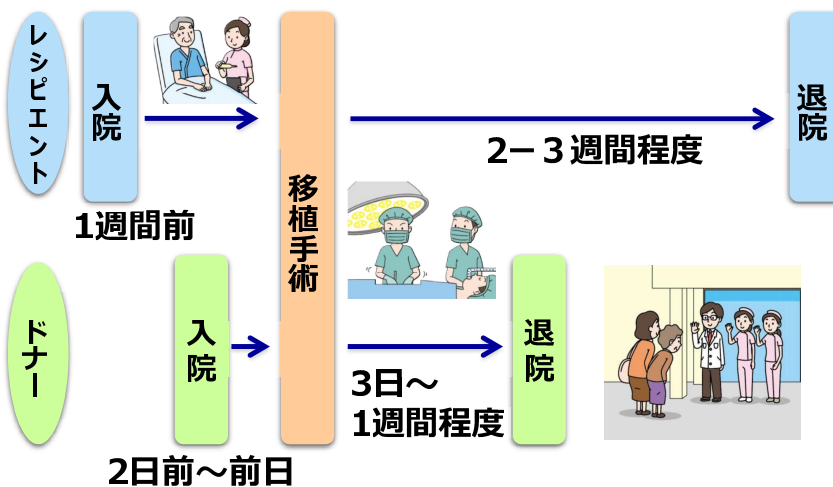 レシピエント
入院
1週間前
移植手術
2－３週間程度
退院
ドナー
入院
2日前～前日
3日～
1週間程度
退院